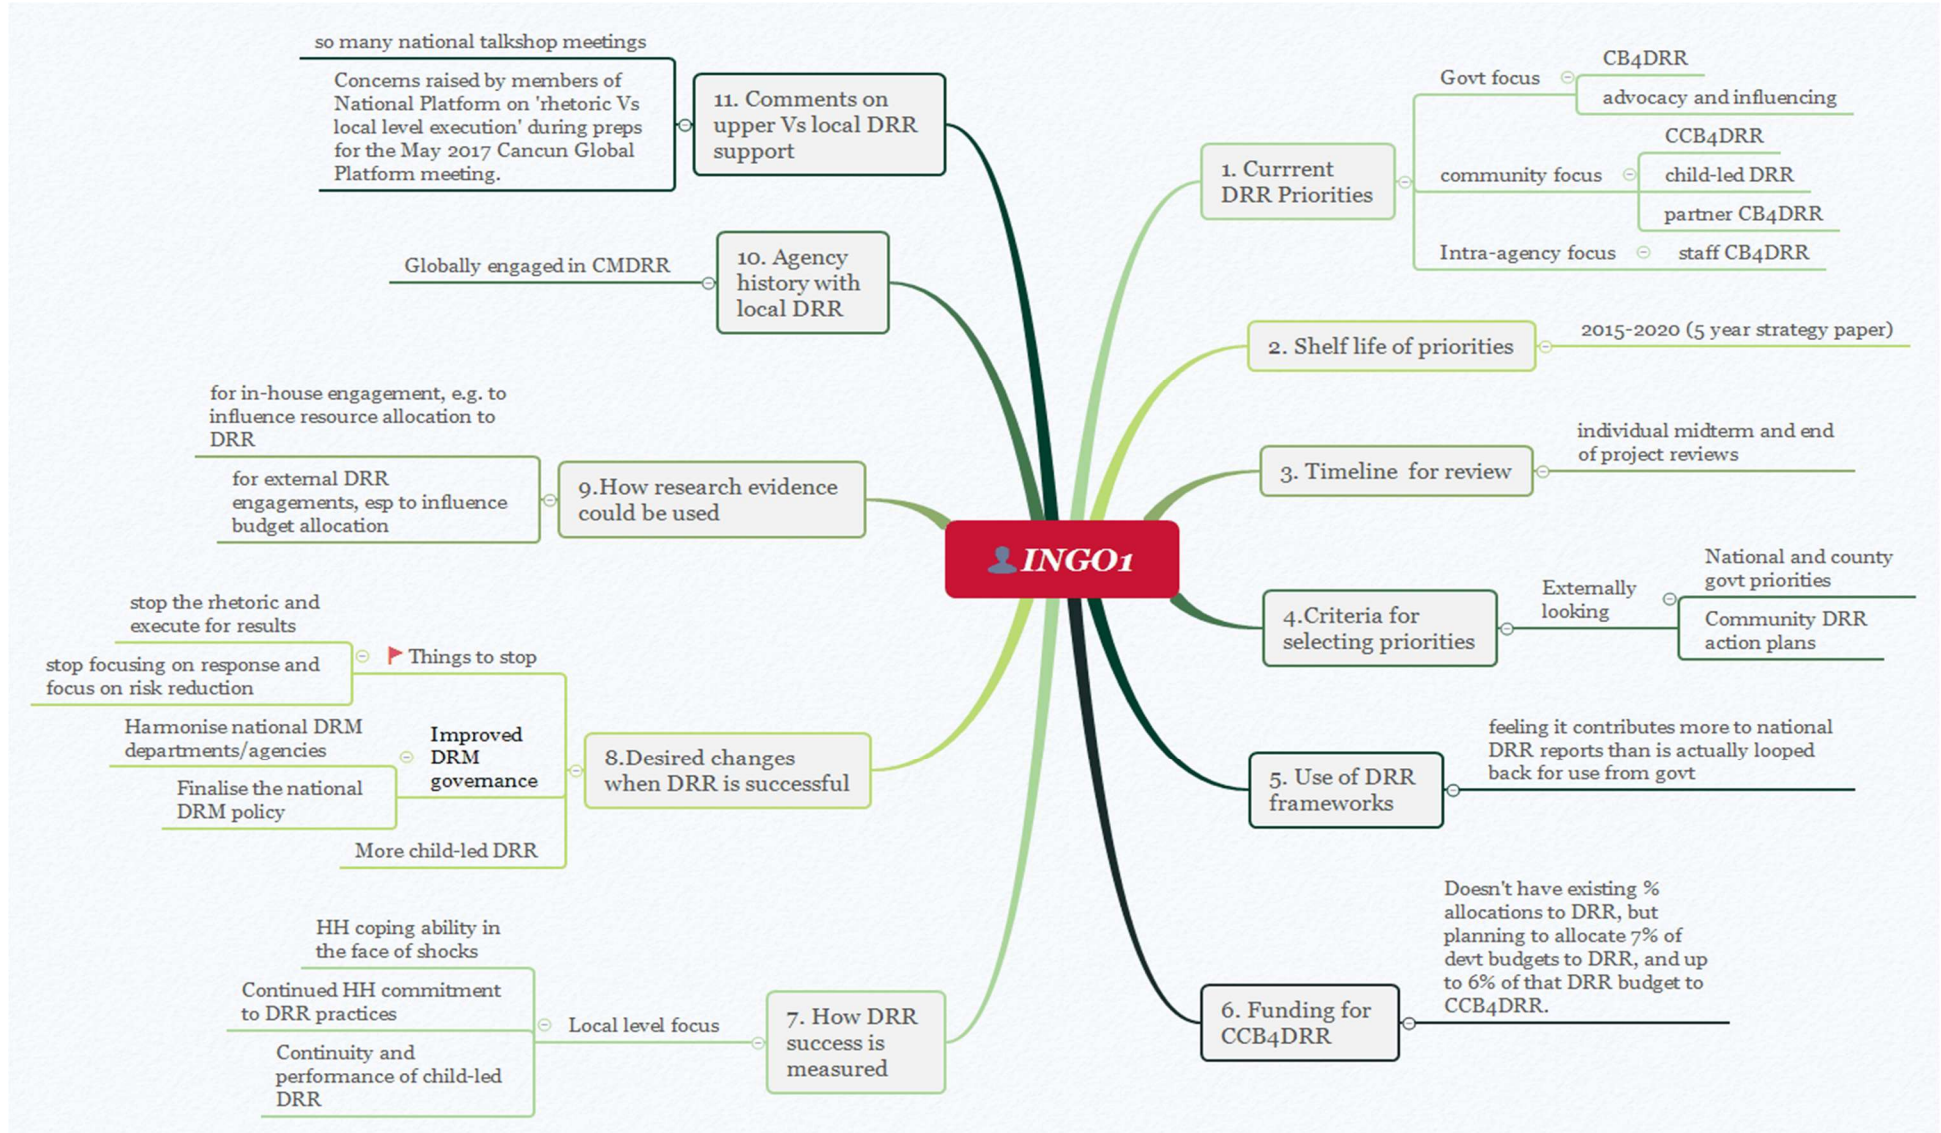 INGO1
1. Currrent
DRR Priorities
Govt focus
CB4DRR
advocacy and influencing
community focus
CCB4DRR
child-led DRR
partner CB4DRR
Intra-agency focus
staff CB4DRR
2. Shelf life of priorities
2015-2020 (5 year strategy paper)
3. Timeline for review
individual midterm and end
of project reviews
4.Criteria for
selecting priorities
Externally
looking
National and county
govt priorities
Community DRR
action plans
5. Use of DRR
frameworks
feeling it contributes more to national
DRR reports than is actually looped
back for use from govt
6. Funding for
CCB4DRR
Doesn't have existing %
allocations to DRR, but
planning to allocate 7% of
devt budgets to DRR, and up
to 6% of that DRR budget to
CCB4DRR.
7. How DRR
success is
measured
Local level focus
HH coping ability in
the face of shocks
Continued HH commitment
to DRR practices
Continuity and
performance of child-led
DRR
8.Desired changes
when DRR is successful
Things to stop
stop the rhetoric and
execute for results
stop focusing on response and
focus on risk reduction
Improved
DRM
governance
Harmonise national DRM
departments/agencies
Finalise the national
DRM policy
More child-led DRR
9.How research evidence
could be used
for in-house engagement, e.g. to
influence resource allocation to
DRR
for external DRR
engagements, esp to influence
budget allocation
10. Agency
history with
local DRR
Globally engaged in CMDRR
11. Comments on
upper Vs local DRR
support
so many national talkshop meetings
Concerns raised by members of
National Platform on 'rhetoric Vs
local level execution' during preps
for the May 2017 Cancun Global
Platform meeting.